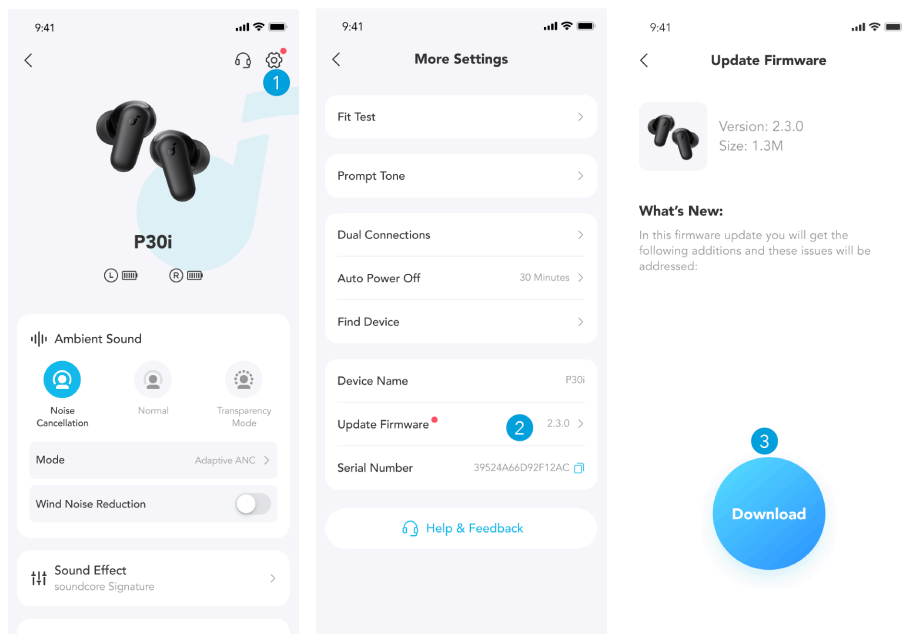 9:41
1
P30i
L
R
Ambient Sound
Noise
Cancellation
Normal
Transparency
Mode
Mode
Adaptive ANC
Wind Noise Reduction
Sound Effect
soundcore Signature
9:41
More Settings
Fit Test
Prompt Tone
Dual Connections
Auto Power Off
30 Minutes
Find Device
Device Name
P30i
Update Firmware
2
2.3.0
Serial Number
39524A66D92F12AC
Help & Feedback
9:41
Update Firmware
Version: 2.3.0
Size: 1.3M
What's New:
In this firmware update you will get the
following additions and these issues will be
addressed:
3
Download